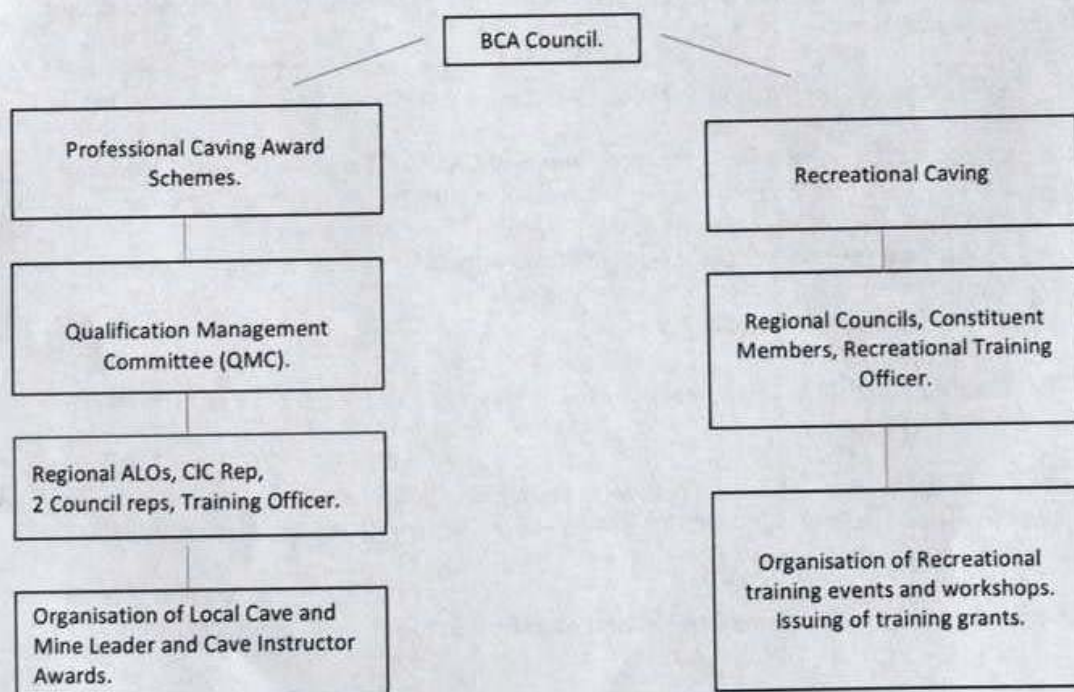 BCA Council.
Professional Caving Award
Schemes.
Recreational Caving
Qualification Management
Committee (QMC).
Regional Councils, Constituent
Members, Recreational Training
Officer.
Regional ALOs, CIC Rep,
2 Council reps, Training Officer.
Organisation of Recreational
training events and workshops.
Issuing of training grants.
Organisation of Local Cave and
Mine Leader and Cave Instructor
Awards.